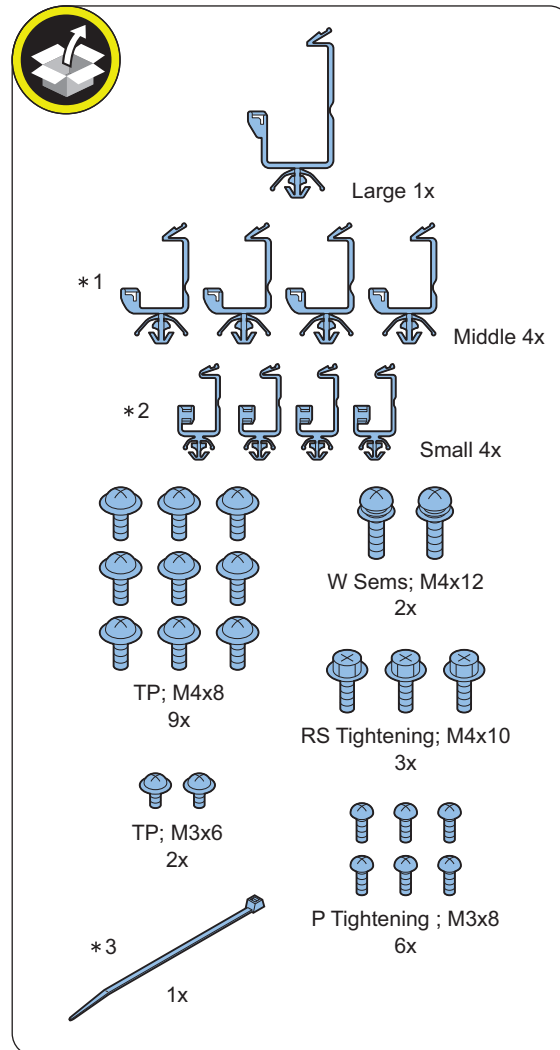 Large 1x
*1
Middle 4x
*2
Small 4x
TP; M4x8
9x
W Sems; M4x12
2x
RS Tightening; M4x10
3x
TP; M3x6
2x
P Tightening ; M3x8
6x
*3
1x